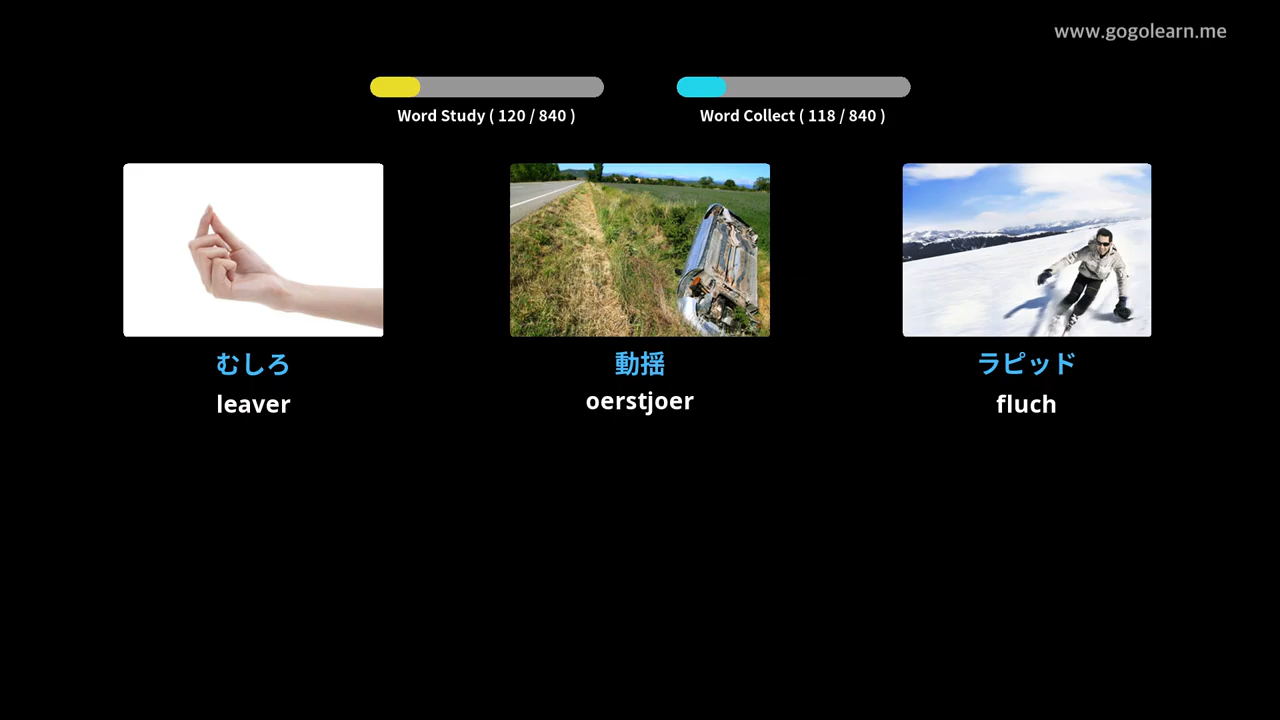 www.gogolearn.me
Word Study ( 120 / 840 )
Word Collect ( 118 / 840 )
むしろ
動揺
ラピッド
leaver
oerstjoer
fluch